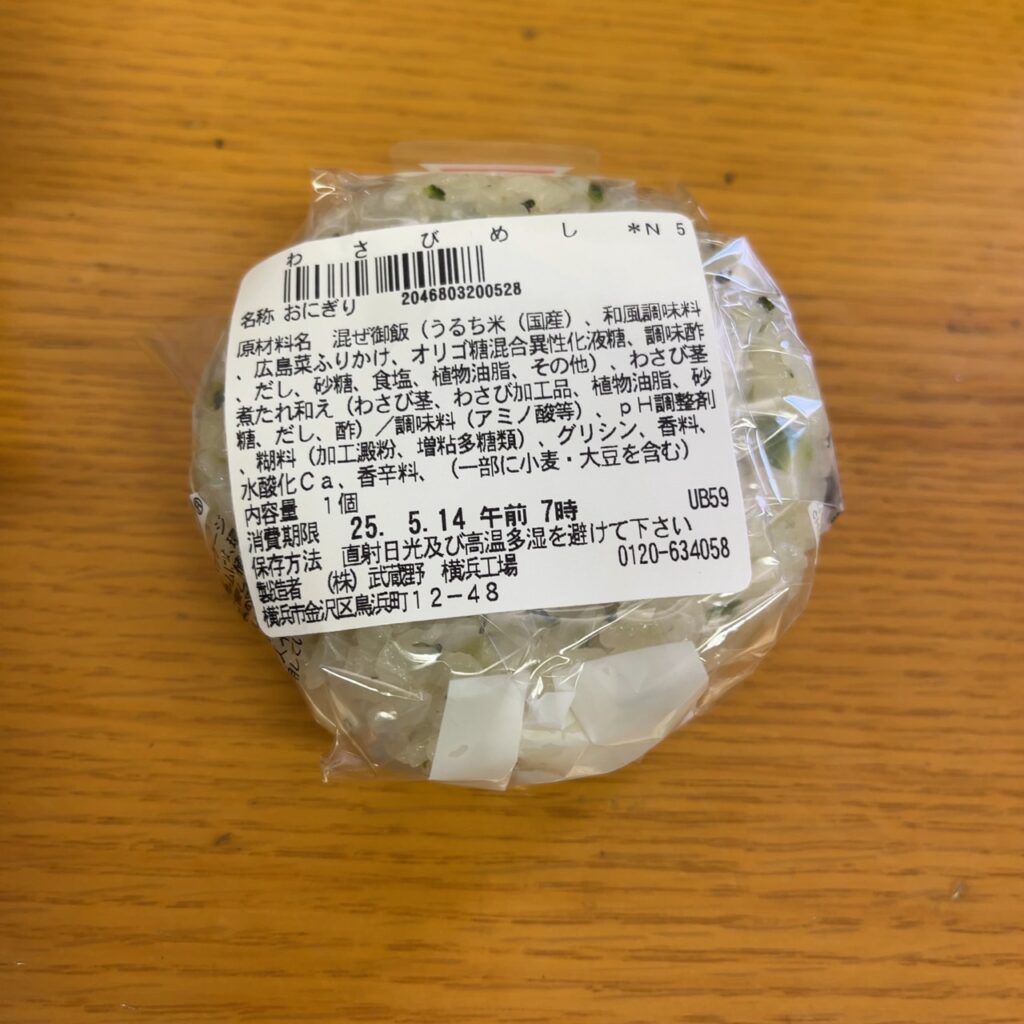 わさびめし *N 5
2046803200528
名称 おにぎり
原材料名 混ぜ御飯（うるち米（国産）、和風調味料
、広島菜ふりかけ、オリゴ糖混合異性化液糖、調味酢
、だし、砂糖、食塩、植物油脂、その他）、わさび茎
煮たれ和え（わさび茎、わさび加工品、植物油脂、砂
糖、だし、酢）／調味料（アミノ酸等）、pH調整剤
、糊料（加工澱粉、増粘多糖類）、グリシン、香料、
水酸化Ca、香辛料、（一部に小麦・大豆を含む）
内容量 1個 UB59
消費期限 25. 5.14 午前 7時
保存方法 直射日光及び高温多湿を避けて下さい
製造者 （株）武蔵野 横浜工場 0120-634058
横浜市金沢区鳥浜町12-48